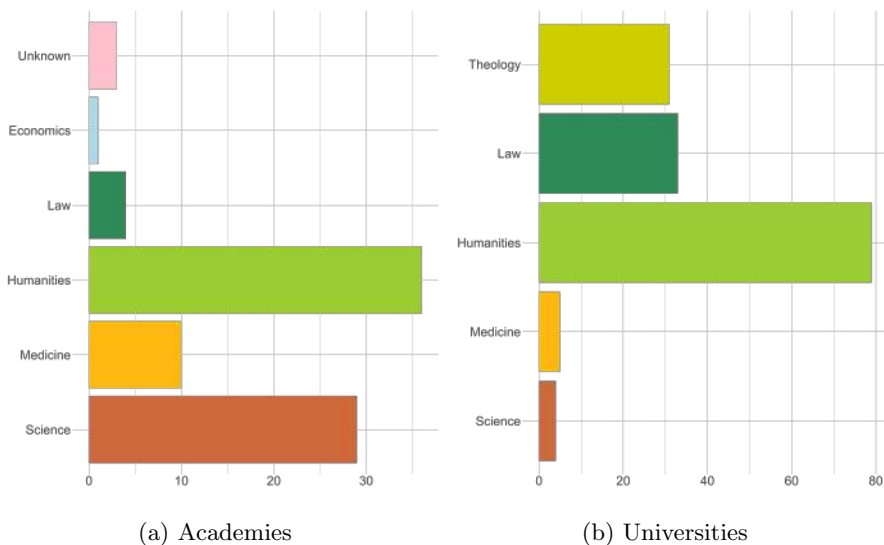 Unknown
Economics
Law
Humanities
Medicine
Science
0 10 20 30
(a) Academies
Theology
Law
Humanities
Medicine
Science
0 20 40 60 80
(b) Universities